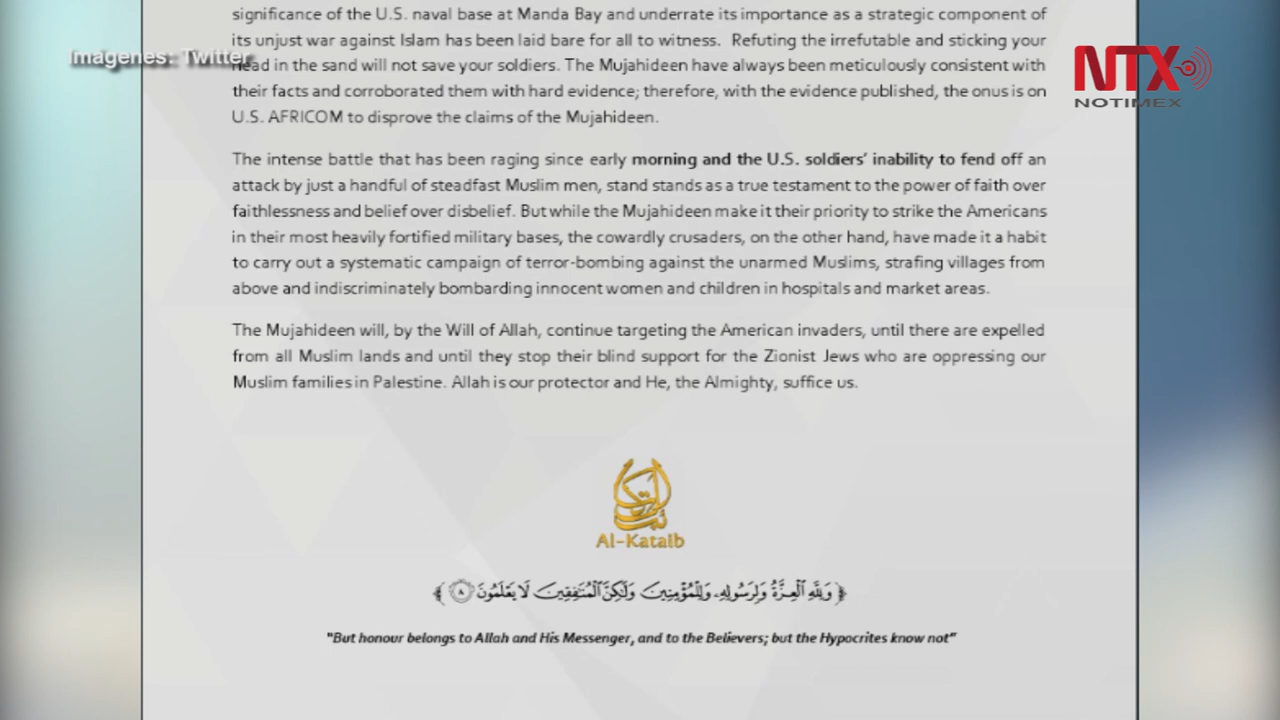 significance of the U.S. naval base at Manda Bay and underrate its importance as a strategic component of
its unjust war against Islam has been laid bare for all to witness. Refuting the irrefutable and sticking your
Imágenes: Twitter
head in the sand will not save your soldiers. The Mujahideen have always been meticulously consistent with
their facts and corroborated them with hard evidence; therefore, with the evidence published, the onus is on
U.S. AFRICOM to disprove the claims of the Mujahideen.
NTX
NOTIMEX
The intense battle that has been raging since early morning and the U.S. soldiers' inability to fend off an
attack by just a handful of steadfast Muslim men, stand stands as a true testament to the power of faith over
faithlessness and belief over disbelief. But while the Mujahideen make it their priority to strike the Americans
in their most heavily fortified military bases, the cowardly crusaders, on the other hand, have made it a habit
to carry out a systematic campaign of terror-bombing against the unarmed Muslims, strafing villages from
above and indiscriminately bombarding innocent women and children in hospitals and market areas.
The Mujahideen will, by the Will of Allah, continue targeting the American invaders, until there are expelled
from all Muslim lands and until they stop their blind support for the Zionist Jews who are oppressing our
Muslim families in Palestine. Allah is our protector and He, the Almighty, suffice us.
الكتائب
Al-Kataib
﴿ وَلِلَّهِ الْعِزَّةُ وَلِرَسُولِهِ وَلِلْمُؤْمِنِينَ وَلَٰكِنَّ الْمُنَافِقِينَ لَا يَعْلَمُونَ ٨ ﴾
"But honour belongs to Allah and His Messenger, and to the Believers; but the Hypocrites know not"